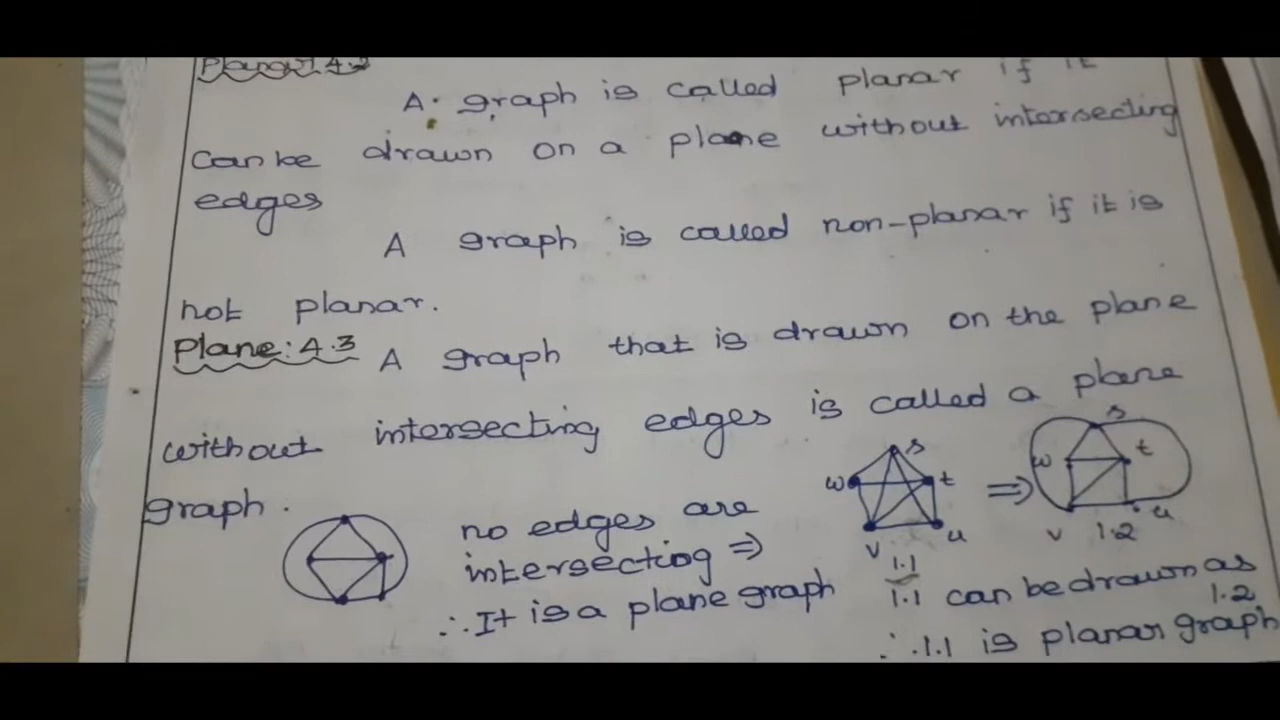 Planar: 4.2
A graph is called planar if it
can be drawn on a plane without intersecting
edges
A graph is called non-planar if it is
not planar.
Plane: 4.3 A graph that is drawn on the plane
without intersecting edges is called a plane
graph.
no edges are
intersecting ⇒
∴ It is a plane graph
s
w t
v u
1.1
⇒
s
w t
v u
1.2
1.1 can be drawn as
1.2
∴ 1.1 is planar graph